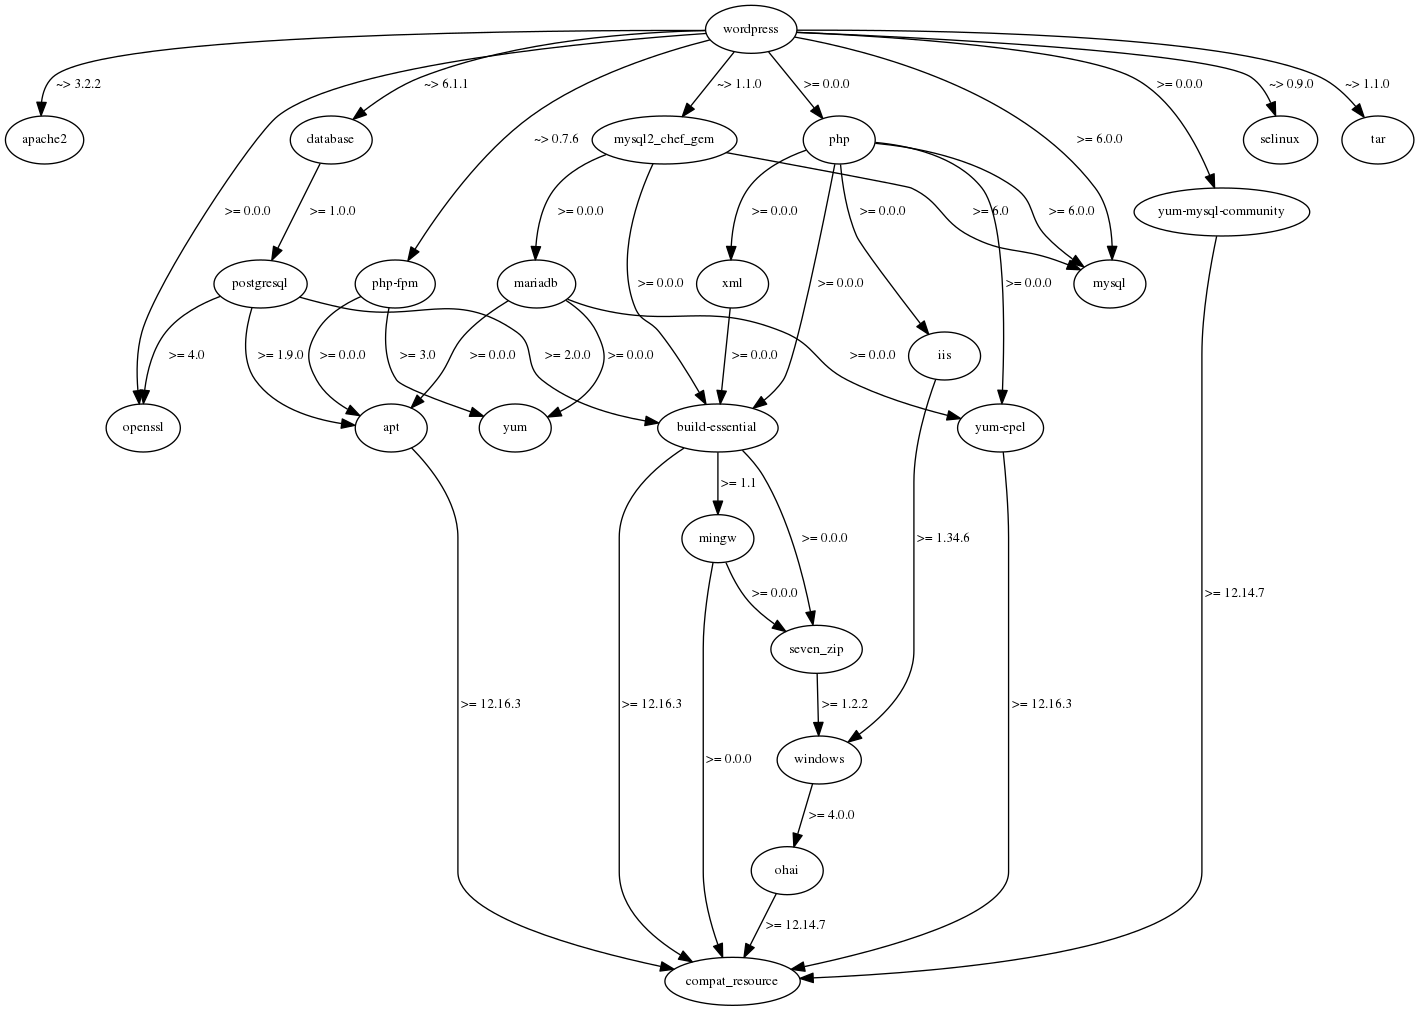 wordpress
~> 3.2.2
~> 6.1.1
~> 1.1.0
>= 0.0.0
>= 0.0.0
~> 0.9.0
~> 1.1.0
apache2
database
~> 0.7.6
mysql2_chef_gem
php
>= 6.0.0
selinux
tar
>= 0.0.0
>= 1.0.0
>= 0.0.0
>= 0.0.0
>= 0.0.0
>= 6.0
>= 6.0.0
yum-mysql-community
postgresql
php-fpm
mariadb
>= 0.0.0
xml
>= 0.0.0
>= 0.0.0
mysql
>= 4.0
>= 1.9.0
>= 0.0.0
>= 3.0
>= 0.0.0
>= 2.0.0
>= 0.0.0
>= 0.0.0
>= 0.0.0
iis
openssl
apt
yum
build-essential
yum-epel
>= 1.1
mingw
>= 0.0.0
>= 1.34.6
>= 0.0.0
>= 12.14.7
seven_zip
>= 12.16.3
>= 12.16.3
>= 1.2.2
>= 12.16.3
>= 0.0.0
windows
>= 4.0.0
ohai
>= 12.14.7
compat_resource